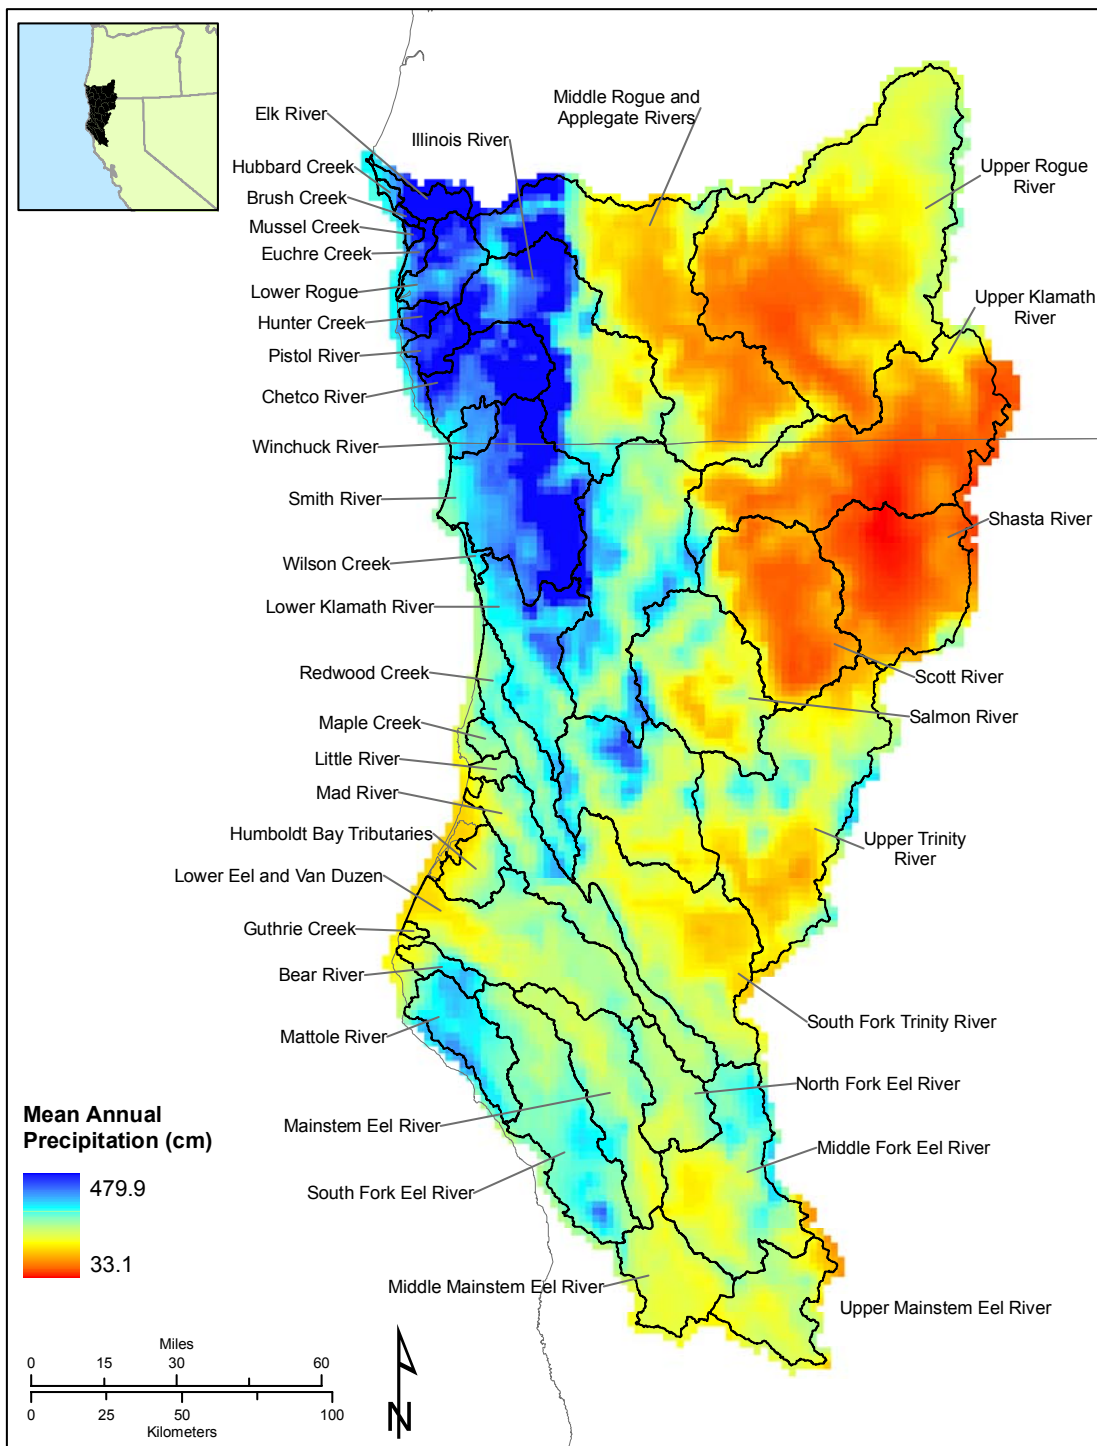 Elk River
Hubbard Creek
Brush Creek
Mussel Creek
Euchre Creek
Lower Rogue
Hunter Creek
Pistol River
Chetco River
Winchuck River
Smith River
Wilson Creek
Lower Klamath River
Redwood Creek
Maple Creek
Little River
Mad River
Humboldt Bay Tributaries
Lower Eel and Van Duzen
Guthrie Creek
Bear River
Mattole River
Mainstem Eel River
South Fork Eel River
Middle Mainstem Eel River
Illinois River
Middle Rogue and
Applegate Rivers
Upper Rogue
River
Upper Klamath
River
Shasta River
Scott River
Salmon River
Upper Trinity
River
South Fork Trinity River
North Fork Eel River
Middle Fork Eel River
Upper Mainstem Eel River
Mean Annual
Precipitation (cm)
479.9
33.1
Miles
0 15 30 60
0 25 50 100
Kilometers
N